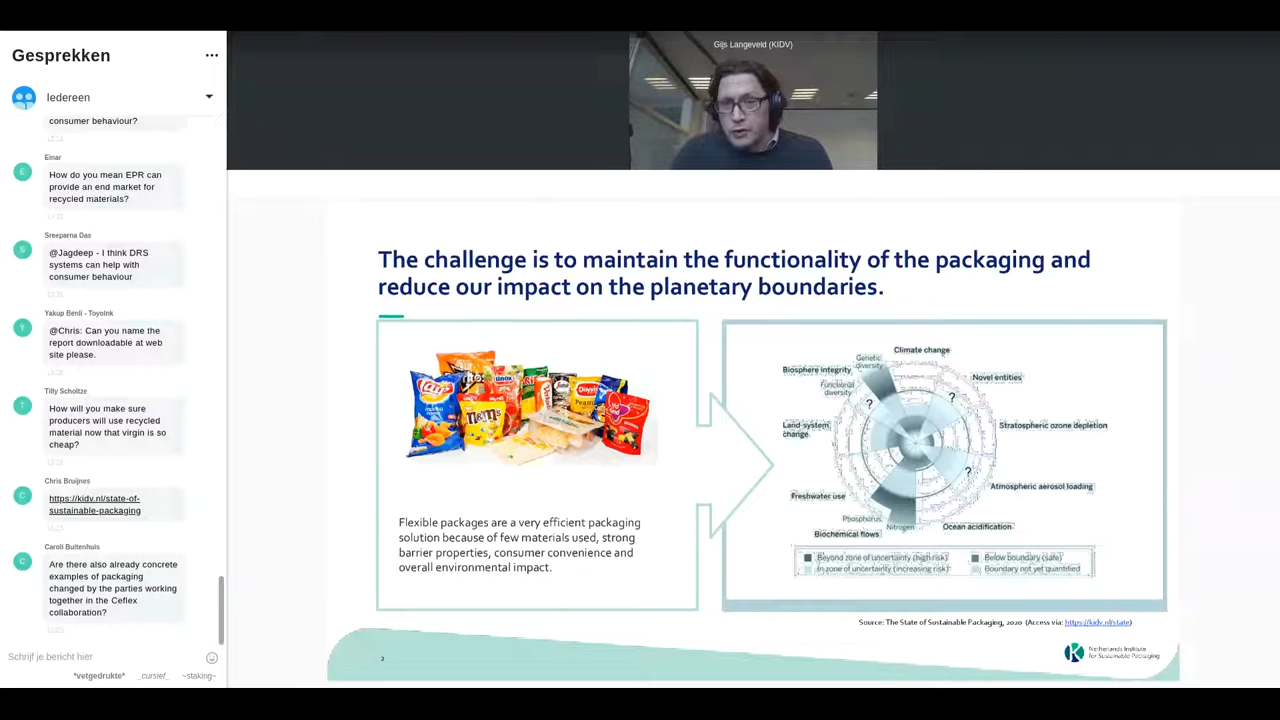 Gesprekken
Iedereen
consumer behaviour?
Einar
How do you mean EPR can
provide an end market for
recycled materials?
Sreeparna Das
@Jagdeep - I think DRS
systems can help with
consumer behaviour
Yakup Benli - ToyoInk
@Chris: Can you name the
report downloadable at web
site please.
Tilly Scholtze
How will you make sure
producers will use recycled
material now that virgin is so
cheap?
Chris Bruijnes
https://kidv.nl/state-of-
sustainable-packaging
Caroli Buitenhuis
Are there also already concrete
examples of packaging
changed by the parties working
together in the Ceflex
collaboration?
Schrijf je bericht hier
*vetgedrukte* _cursief_ ~staking~
Gijs Langeveld (KIDV)
The challenge is to maintain the functionality of the packaging and
reduce our impact on the planetary boundaries.
Lay's
m&m's
Flexible packages are a very efficient packaging
solution because of few materials used, strong
barrier properties, consumer convenience and
overall environmental impact.
Climate change
Genetic
diversity
Biosphere integrity
Novel entities
Functional
diversity
?
?
Land-system
change
Stratospheric ozone depletion
?
Atmospheric aerosol loading
Freshwater use
Phosphorus
Nitrogen
Ocean acidification
Biochemical flows
Beyond zone of uncertainty (high risk)
Below boundary (safe)
In zone of uncertainty (increasing risk)
Boundary not yet quantified
Source: The State of Sustainable Packaging, 2020 (Access via: https://kidv.nl/state)
2
K
Netherlands Institute
for Sustainable Packaging